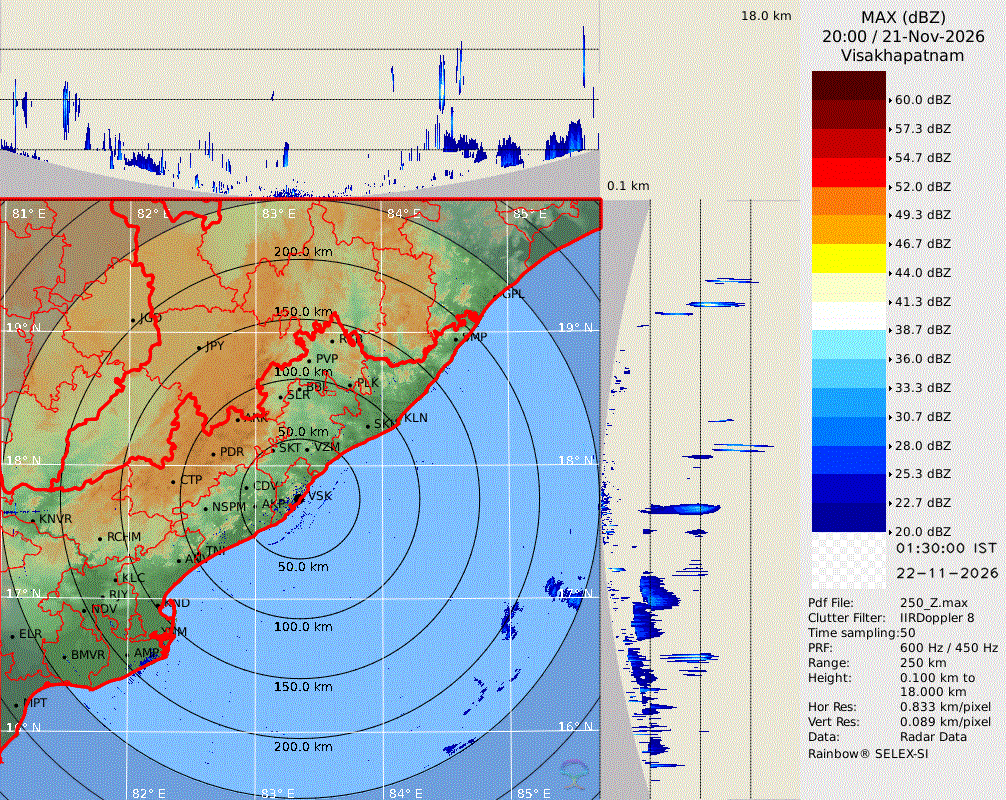 18.0 km
MAX (dBZ)
20:00 / 21-Nov-2026
Visakhapatnam
60.0 dBZ
57.3 dBZ
54.7 dBZ
52.0 dBZ
49.3 dBZ
46.7 dBZ
44.0 dBZ
41.3 dBZ
38.7 dBZ
36.0 dBZ
33.3 dBZ
30.7 dBZ
28.0 dBZ
25.3 dBZ
22.7 dBZ
20.0 dBZ
0.1 km
81° E
82° E
83° E
84° E
85° E
200.0 km
GPL
150.0 km
JGD
19° N
19° N
JPY
SMP
PVP
100.0 km
BBL
PLK
SLR
ARK
KLN
50.0 km
SKT
VZM
PDR
18° N
18° N
CTP
CDV
VSK
NSPM
AKP
KNVR
RCHM
TNI
50.0 km
KLC
RJY
17° N
17° N
KND
NDV
100.0 km
ELR
BMVR
AMP
150.0 km
MPT
16° N
16° N
200.0 km
82° E
83° E
84° E
85° E
01:30:00 IST
22-11-2026
Pdf File: 250_Z.max
Clutter Filter: IIRDoppler 8
Time sampling:50
PRF: 600 Hz / 450 Hz
Range: 250 km
Height: 0.100 km to
18.000 km
Hor Res: 0.833 km/pixel
Vert Res: 0.089 km/pixel
Data: Radar Data
Rainbow® SELEX-SI